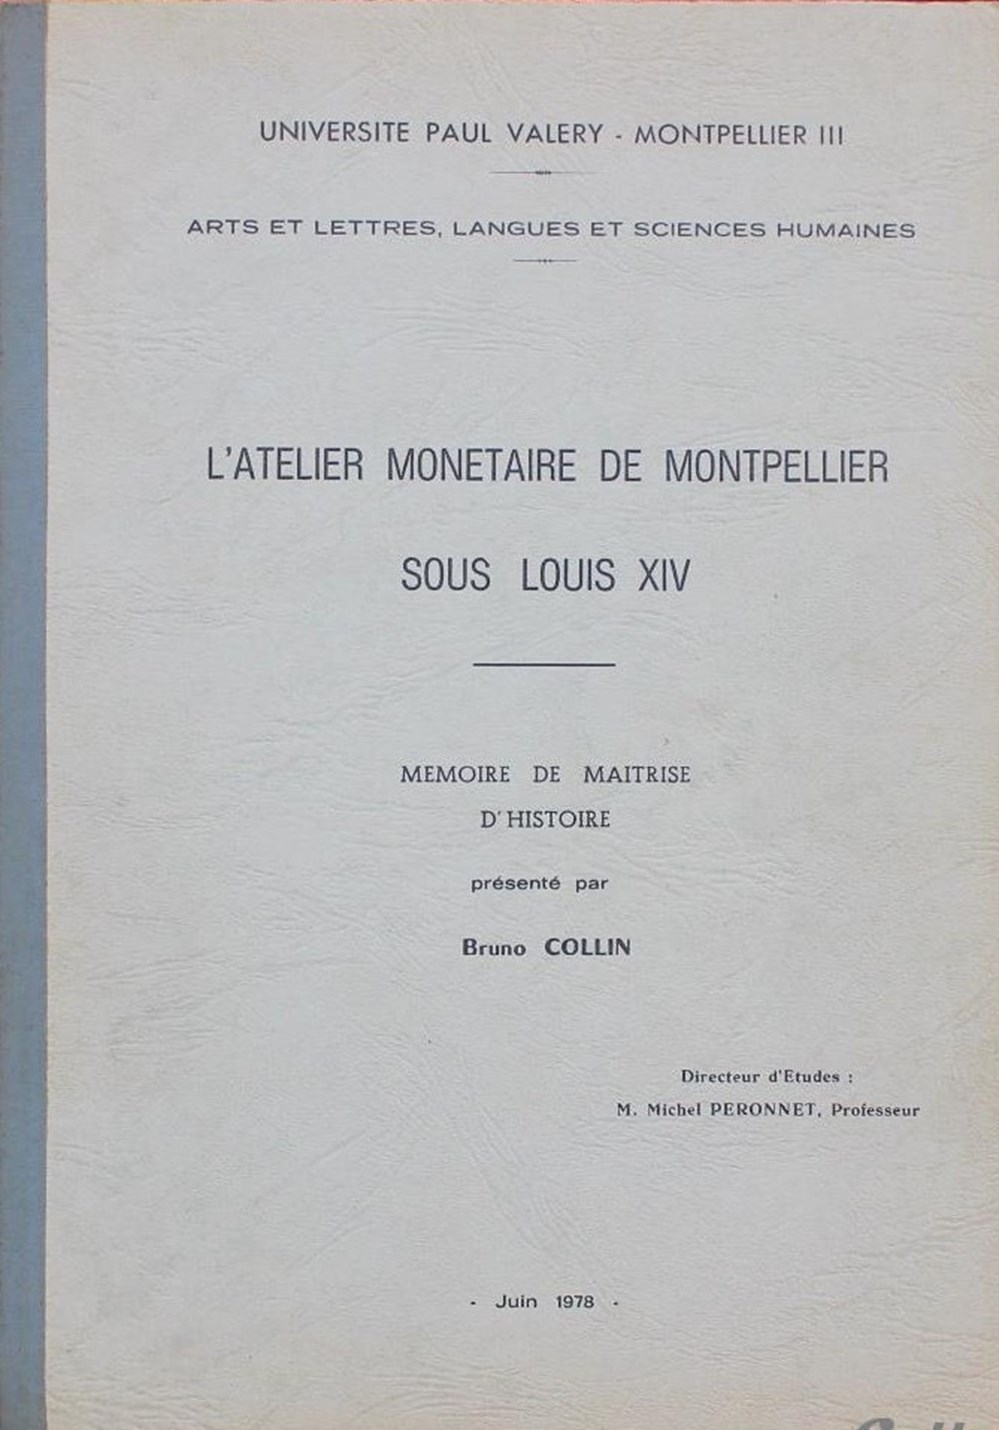 UNIVERSITE PAUL VALERY - MONTPELLIER III
ARTS ET LETTRES, LANGUES ET SCIENCES HUMAINES
L'ATELIER MONETAIRE DE MONTPELLIER
SOUS LOUIS XIV
MEMOIRE DE MAITRISE
D'HISTOIRE
présenté par
Bruno COLLIN
Directeur d'Etudes :
M. Michel PERONNET, Professeur
- Juin 1978 -